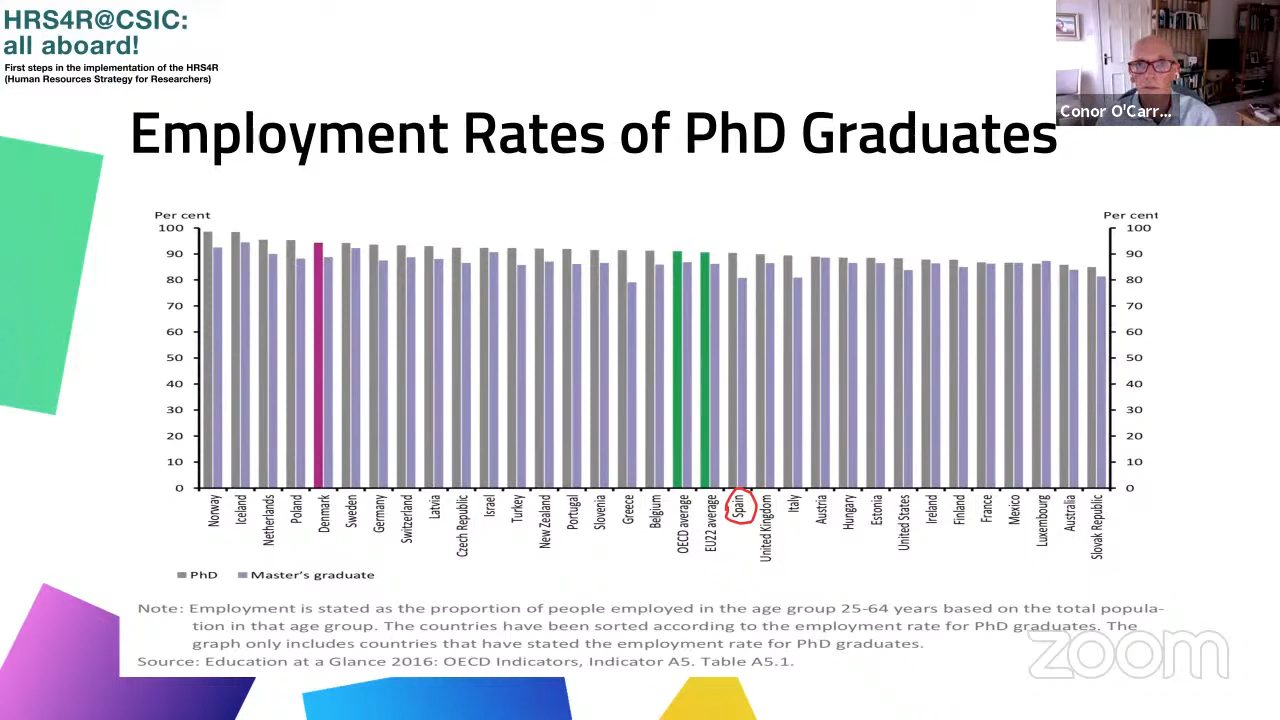 HRS4R@CSIC:
all aboard!
First steps in the implementation of the HRS4R
(Human Resources Strategy for Researchers)
Conor O'Carr...
Employment Rates of PhD Graduates
Per cent
Per cent
100
90
80
70
60
50
40
30
20
10
0
100
90
80
70
60
50
40
30
20
10
0
Norway
Iceland
Netherlands
Poland
Denmark
Sweden
Germany
Switzerland
Latvia
Czech Republic
Israel
Turkey
New Zealand
Portugal
Slovenia
Greece
Belgium
OECD average
EU22 average
Spain
United Kingdom
Italy
Austria
Hungary
Estonia
United States
Ireland
Finland
France
Mexico
Luxembourg
Australia
Slovak Republic
PhD
Master's graduate
Note: Employment is stated as the proportion of people employed in the age group 25-64 years based on the total popula-
tion in that age group. The countries have been sorted according to the employment rate for PhD graduates. The
graph only includes countries that have stated the employment rate for PhD graduates.
Source: Education at a Glance 2016: OECD Indicators, Indicator A5. Table A5.1.
zoom